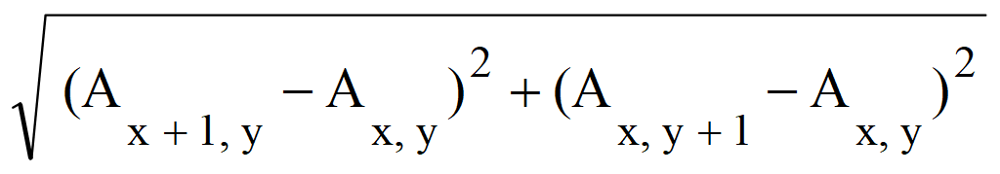 √((A_{x + 1, y} − A_{x, y})² + (A_{x, y + 1} − A_{x, y})²)